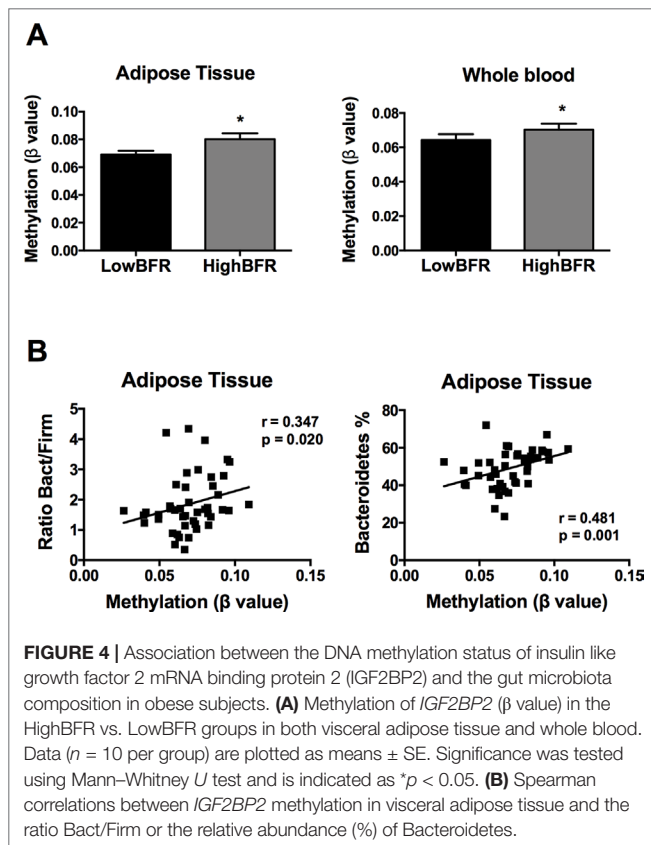 A
Adipose Tissue
Methylation (β value)
0.10
0.08
0.06
0.04
0.02
0.00
*
LowBFR HighBFR
Whole blood
Methylation (β value)
0.08
0.06
0.04
0.02
0.00
*
LowBFR HighBFR
B
Adipose Tissue
Ratio Bact/Firm
5
4
3
2
1
0
r = 0.347
p = 0.020
0.00 0.05 0.10 0.15
Methylation (β value)
Adipose Tissue
Bacteroidetes %
80
60
40
20
0
r = 0.481
p = 0.001
0.00 0.05 0.10 0.15
Methylation (β value)
FIGURE 4 | Association between the DNA methylation status of insulin like
growth factor 2 mRNA binding protein 2 (IGF2BP2) and the gut microbiota
composition in obese subjects. (A) Methylation of IGF2BP2 (β value) in the
HighBFR vs. LowBFR groups in both visceral adipose tissue and whole blood.
Data (n = 10 per group) are plotted as means ± SE. Significance was tested
using Mann–Whitney U test and is indicated as *p < 0.05. (B) Spearman
correlations between IGF2BP2 methylation in visceral adipose tissue and the
ratio Bact/Firm or the relative abundance (%) of Bacteroidetes.